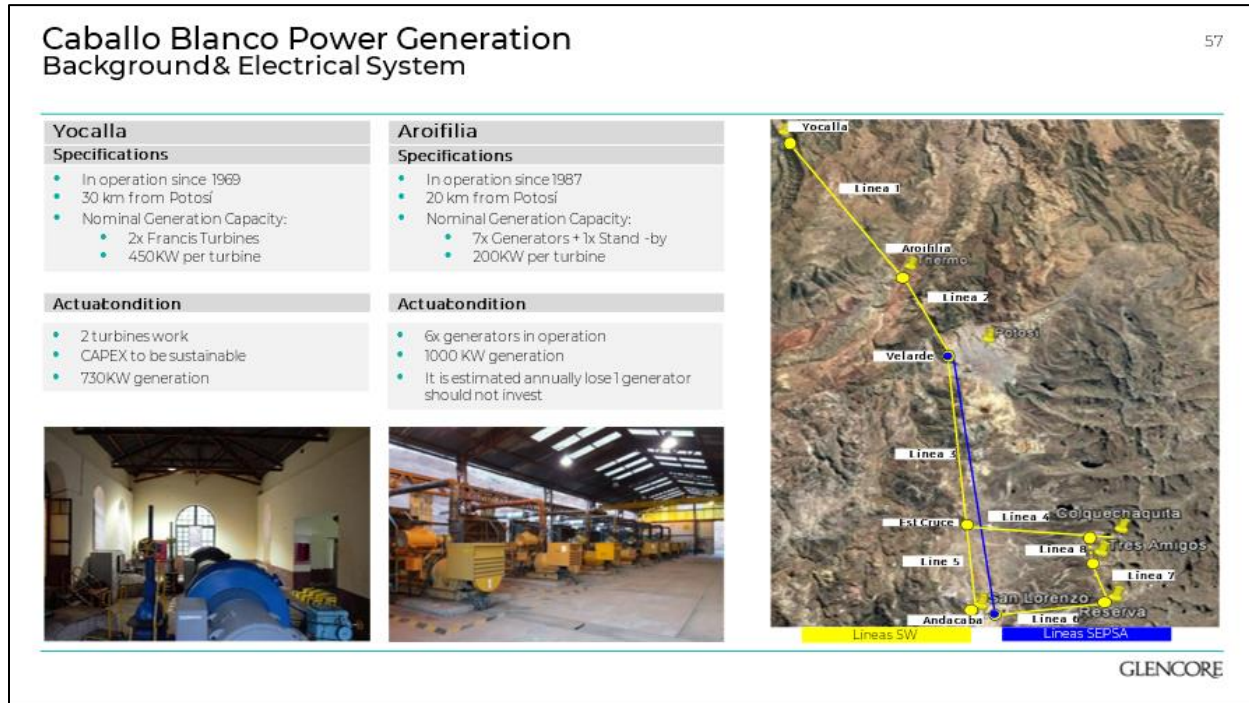 Caballo Blanco Power Generation
Background& Electrical System
57
Yocalla
Specifications
• In operation since 1969
• 30 km from Potosí
• Nominal Generation Capacity:
• 2x Francis Turbines
• 450KW per turbine
Actualcondition
• 2 turbines work
• CAPEX to be sustainable
• 730KW generation
Aroifilia
Specifications
• In operation since 1987
• 20 km from Potosí
• Nominal Generation Capacity:
• 7x Generators + 1x Stand -by
• 200KW per turbine
Actualcondition
• 6x generators in operation
• 1000 KW generation
• It is estimated annually lose 1 generator
should not invest
Yocalla
Linea 1
Aroifilia
Thermo
Linea 2
Potosi
Velarde
Linea 3
Est Cruce
Linea 4
Colquechaquita
Linea 8
Tres Amigos
Line 5
Linea 7
San Lorenzo
Reserva
Andacaba
Linea 6
Lineas SW
Lineas SEPSA
GLENCORE